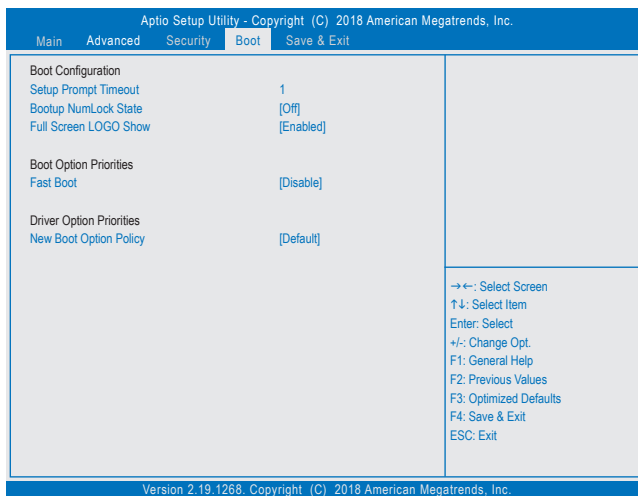 Aptio Setup Utility - Copyright (C) 2018 American Megatrends, Inc.
Main Advanced Security Boot Save & Exit
Boot Configuration
Setup Prompt Timeout 1
Bootup NumLock State [Off]
Full Screen LOGO Show [Enabled]
Boot Option Priorities
Fast Boot [Disable]
Driver Option Priorities
New Boot Option Policy [Default]
→←: Select Screen
↑↓: Select Item
Enter: Select
+/-: Change Opt.
F1: General Help
F2: Previous Values
F3: Optimized Defaults
F4: Save & Exit
ESC: Exit
Version 2.19.1268. Copyright (C) 2018 American Megatrends, Inc.